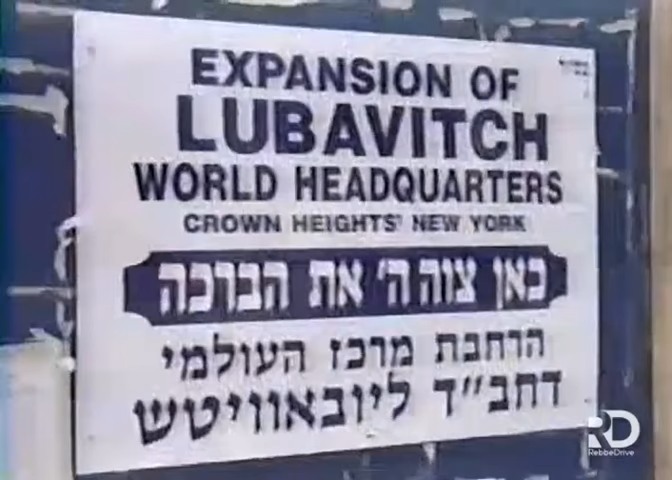 EXPANSION OF
LUBAVITCH
WORLD HEADQUARTERS
CROWN HEIGHTS' NEW YORK
כאן צוה ה' את הברכה
הרחבת מרכז העולמי
דחב"ד ליובאוויטש
RD
RebbeDrive